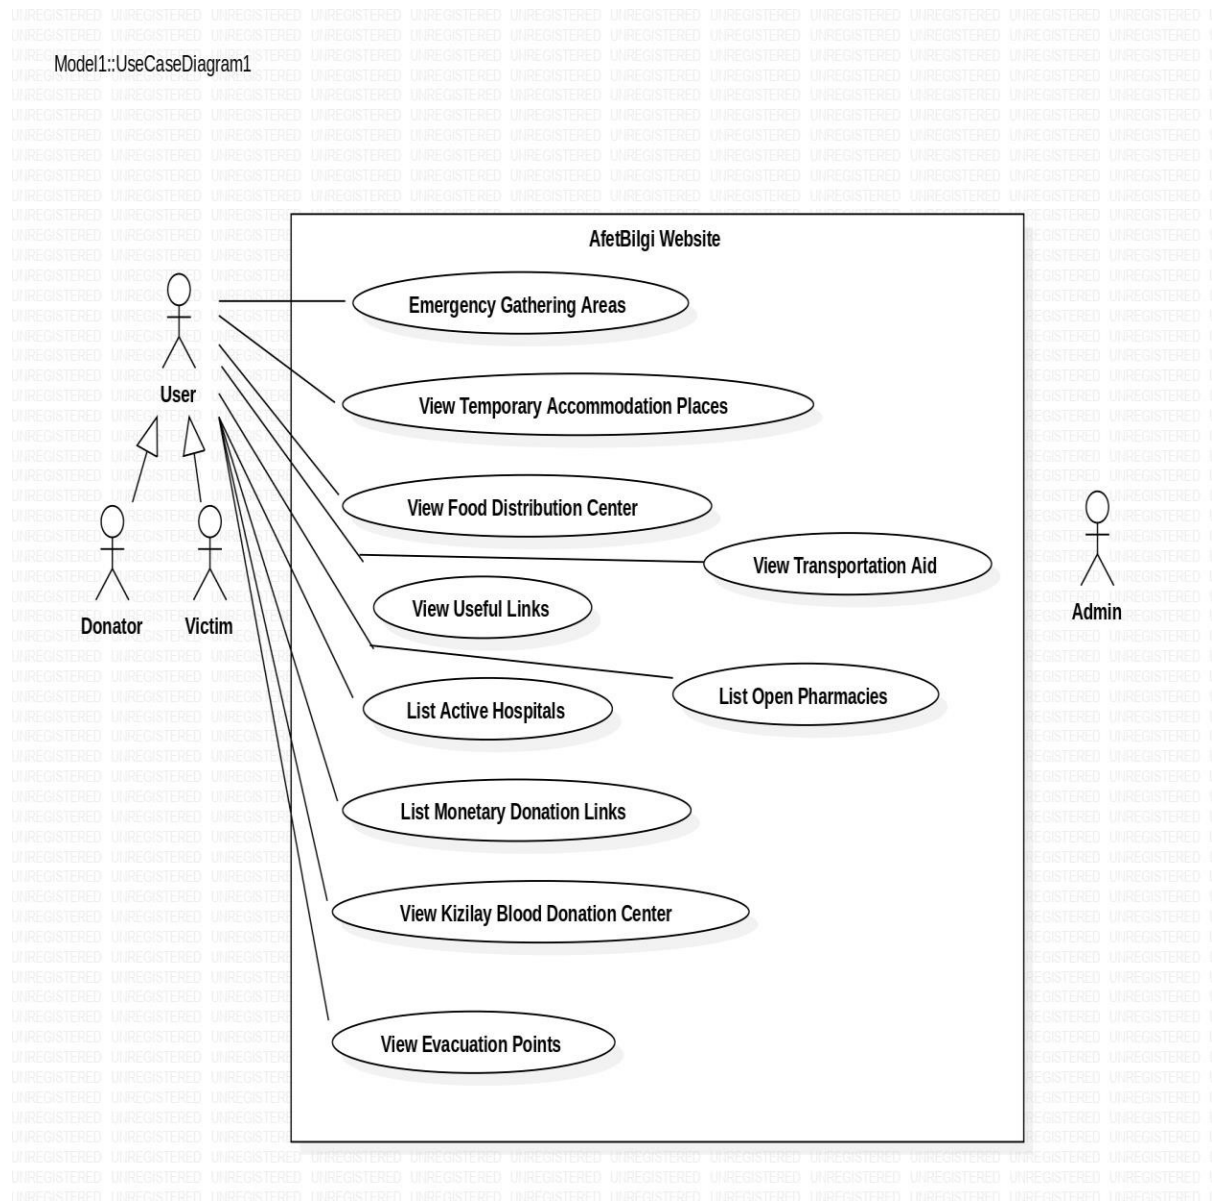 Model1::UseCaseDiagram1
AfetBilgi Website
Emergency Gathering Areas
User
View Temporary Accommodation Places
View Food Distribution Center
View Transportation Aid
View Useful Links
Donator
Victim
Admin
List Open Pharmacies
List Active Hospitals
List Monetary Donation Links
View Kizilay Blood Donation Center
View Evacuation Points
UNREGISTERED